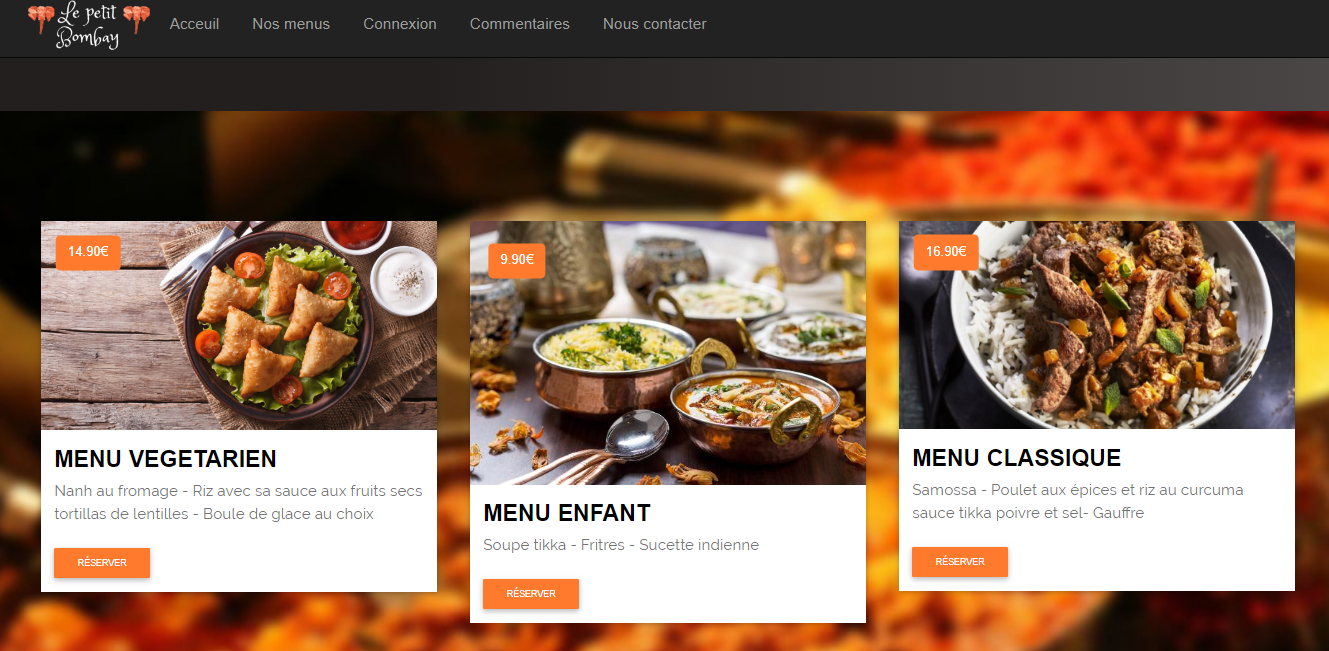 Le petit
Bombay
Acceuil
Nos menus
Connexion
Commentaires
Nous contacter
14.90€
MENU VEGETARIEN
Nanh au fromage - Riz avec sa sauce aux fruits secs
tortillas de lentilles - Boule de glace au choix
RÉSERVER
9.90€
MENU ENFANT
Soupe tikka - Fritres - Sucette indienne
RÉSERVER
16.90€
MENU CLASSIQUE
Samossa - Poulet aux épices et riz au curcuma
sauce tikka poivre et sel- Gauffre
RÉSERVER